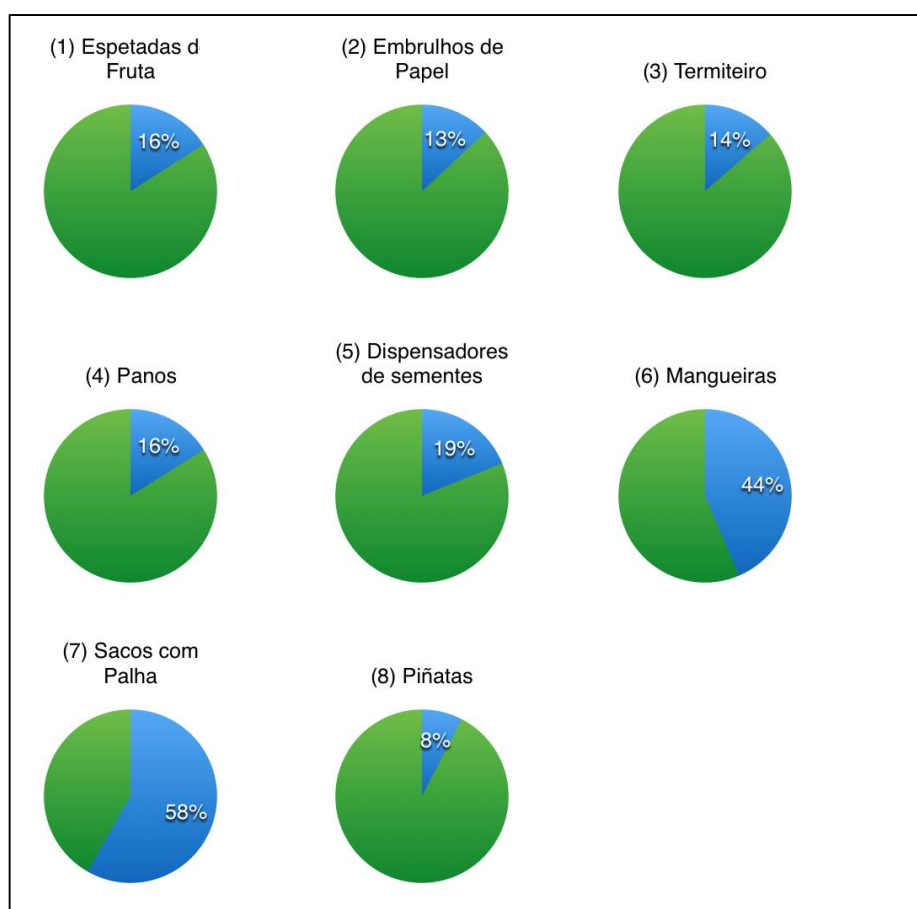 (1) Espetadas d
Fruta
16%
(2) Embrulhos de
Papel
13%
(3) Termiteiro
14%
(4) Panos
16%
(5) Dispensadores
de sementes
19%
(6) Mangueiras
44%
(7) Sacos com
Palha
58%
(8) Piñatas
8%